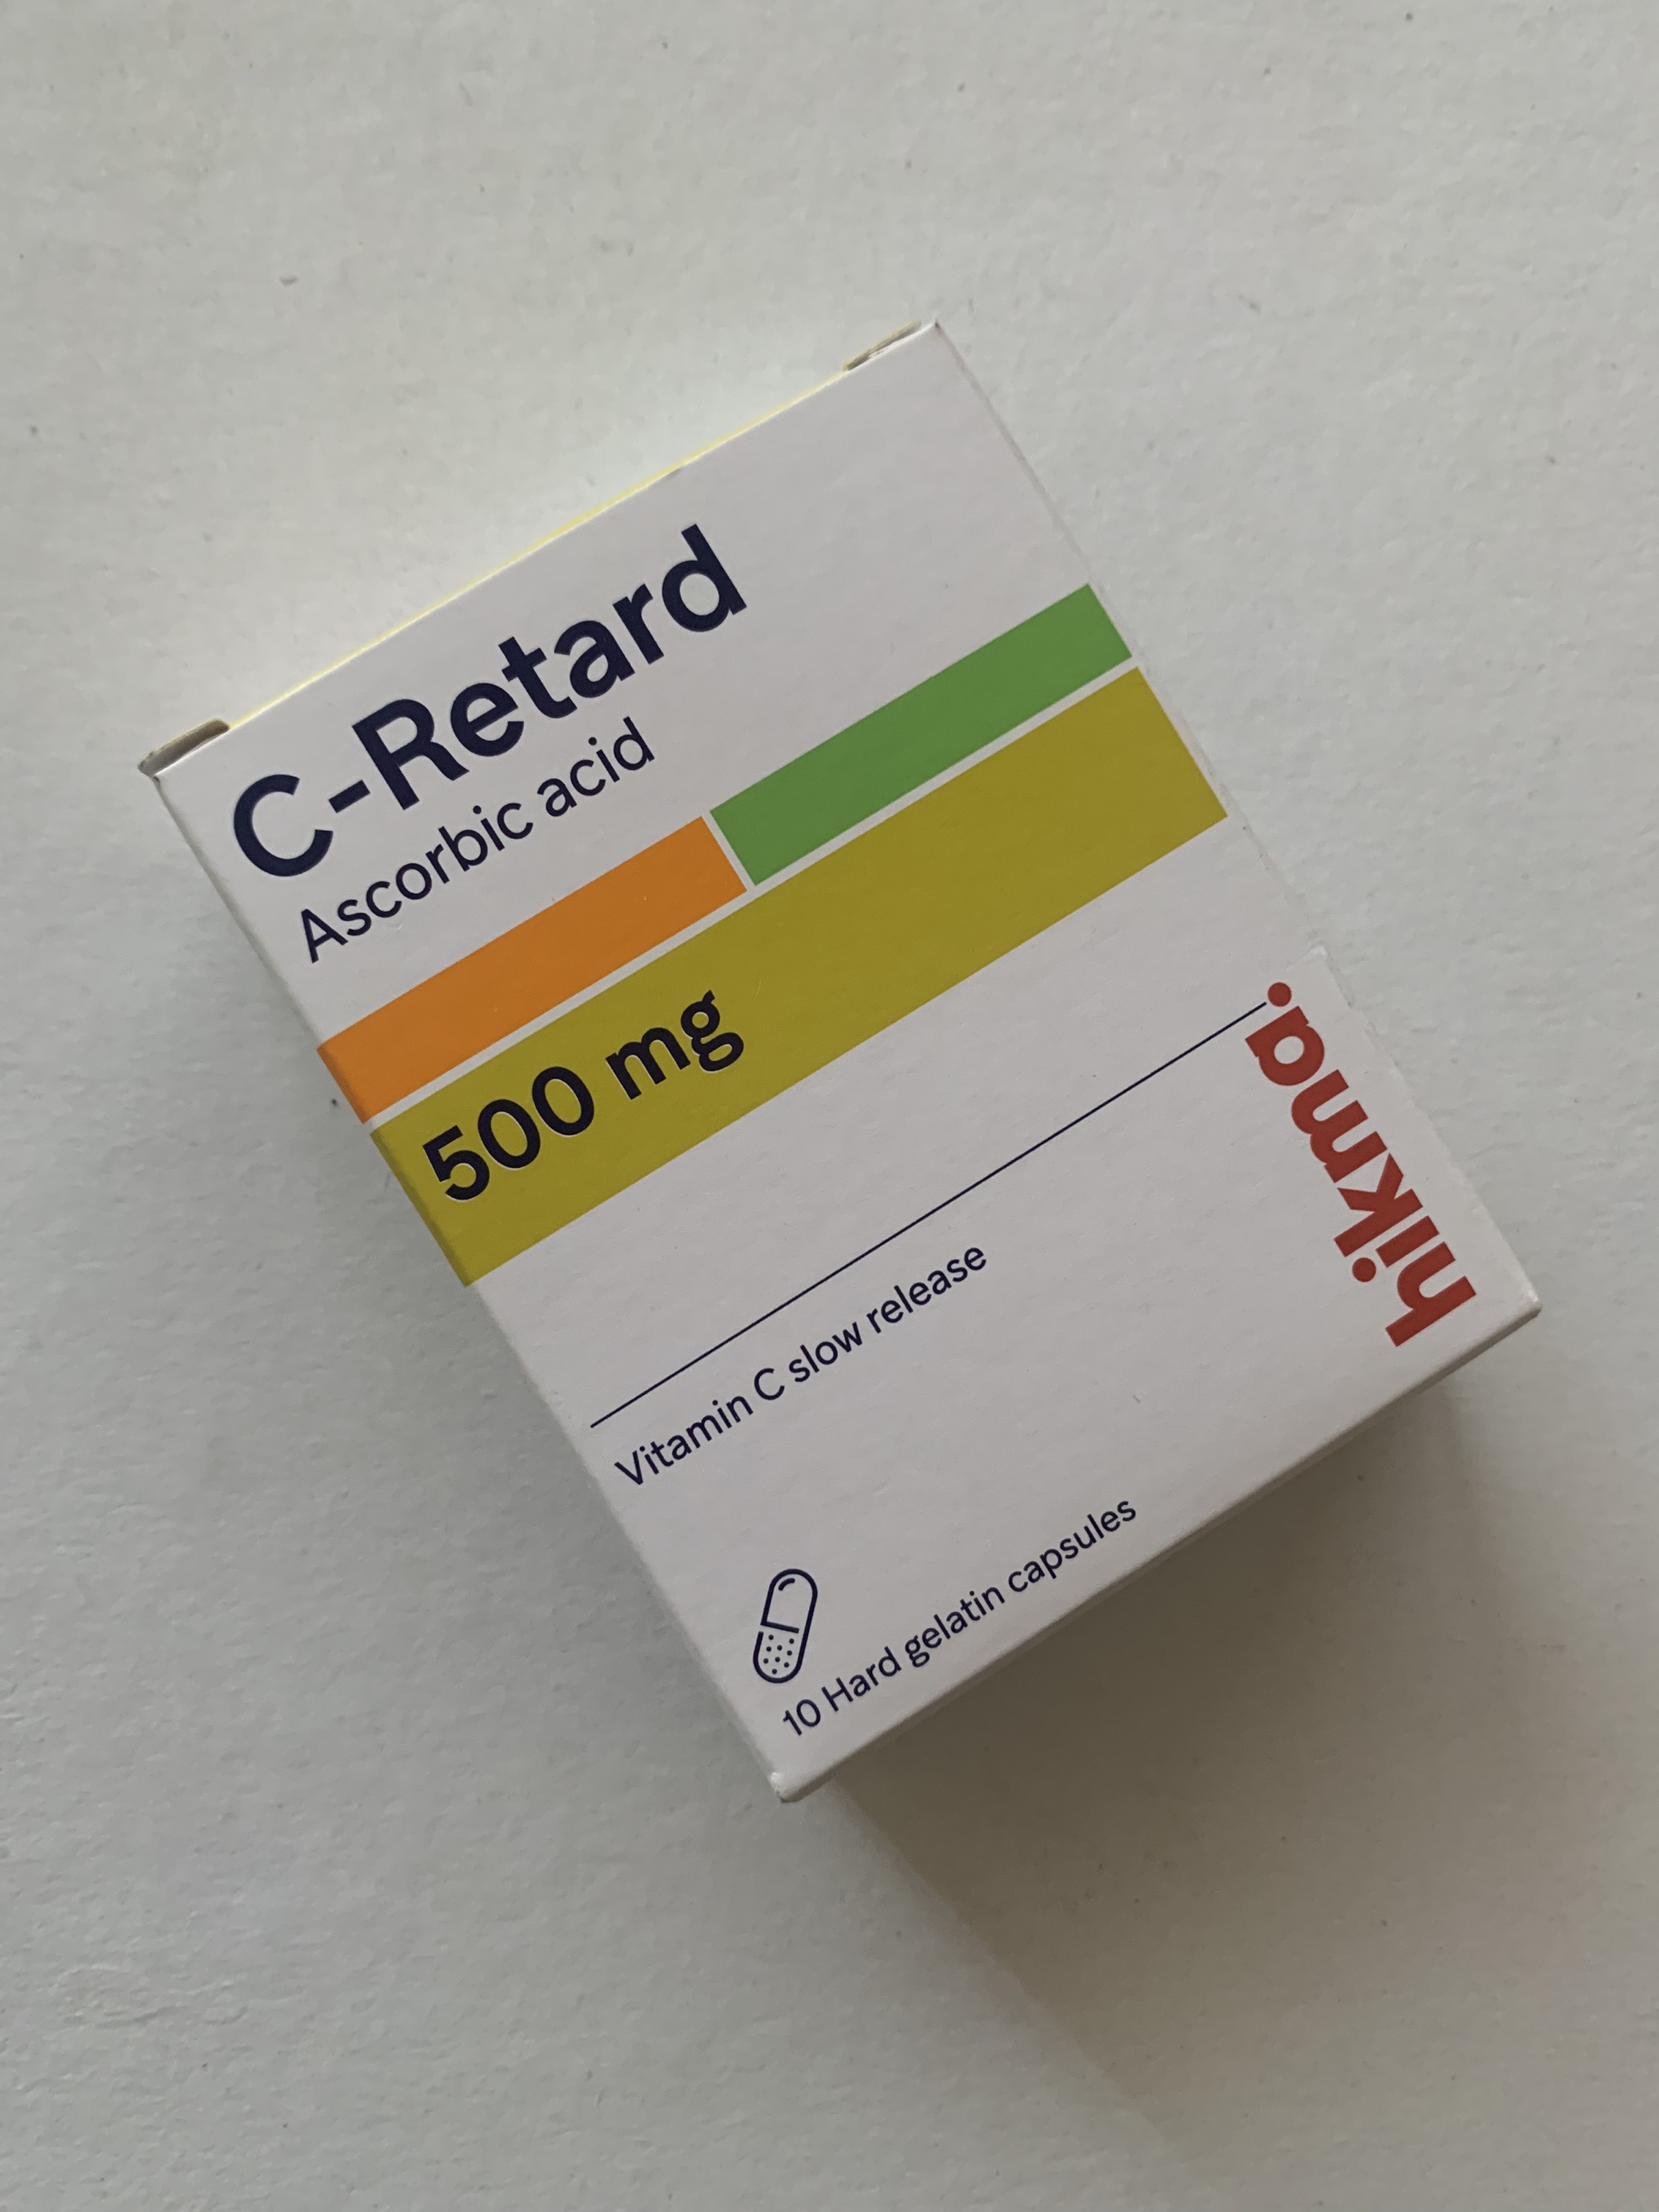 C-Retard
Ascorbic acid
500 mg
hikma.
Vitamin C slow release
10 Hard gelatin capsules